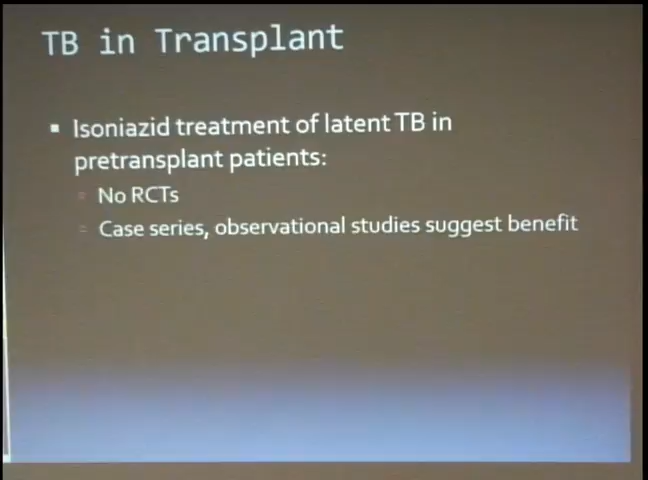 TB in Transplant
Isoniazid treatment of latent TB in
pretransplant patients:
No RCTs
Case series, observational studies suggest benefit